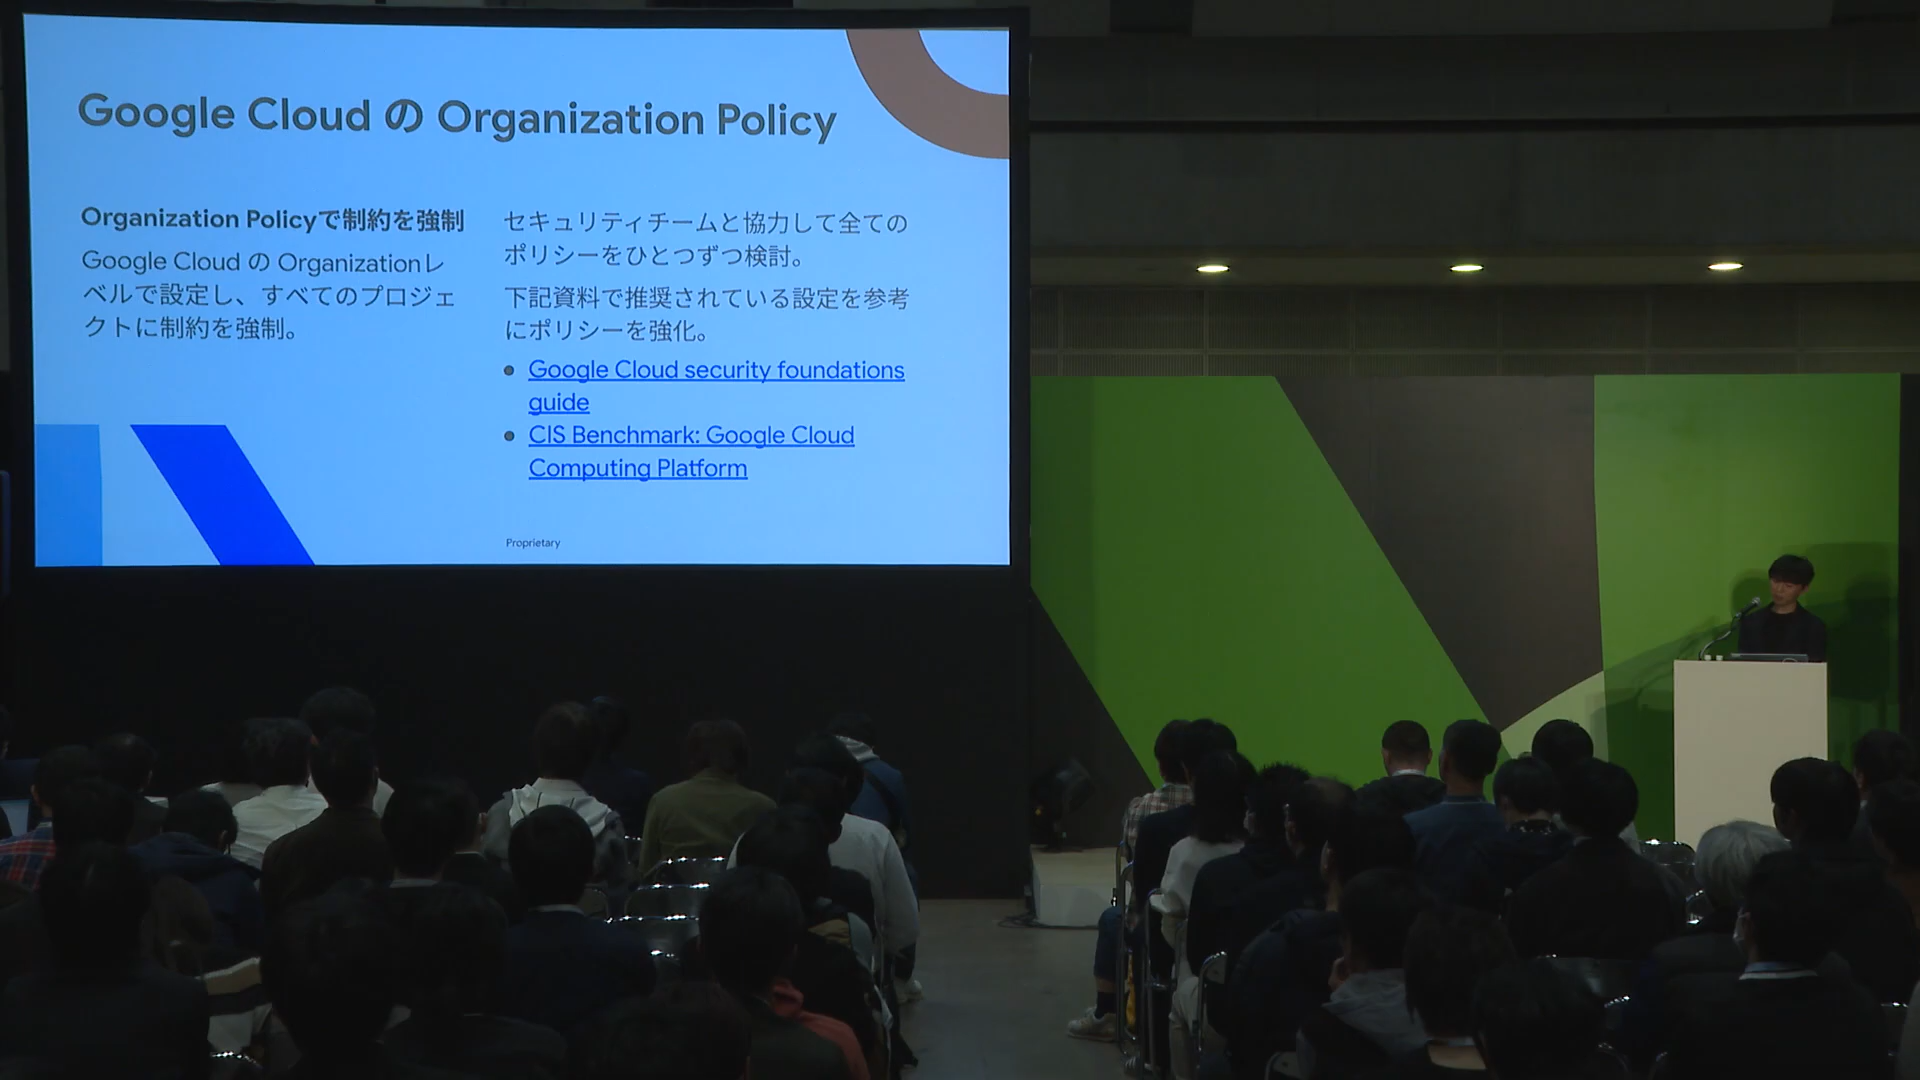 Google Cloud の Organization Policy
Organization Policyで制約を強制
Google Cloud の Organizationレ
ベルで設定し、すべてのプロジェ
クトに制約を強制。
セキュリティチームと協力して全ての
ポリシーをひとつずつ検討。
下記資料で推奨されている設定を参考
にポリシーを強化。
• Google Cloud security foundations
guide
• CIS Benchmark: Google Cloud
Computing Platform
Proprietary